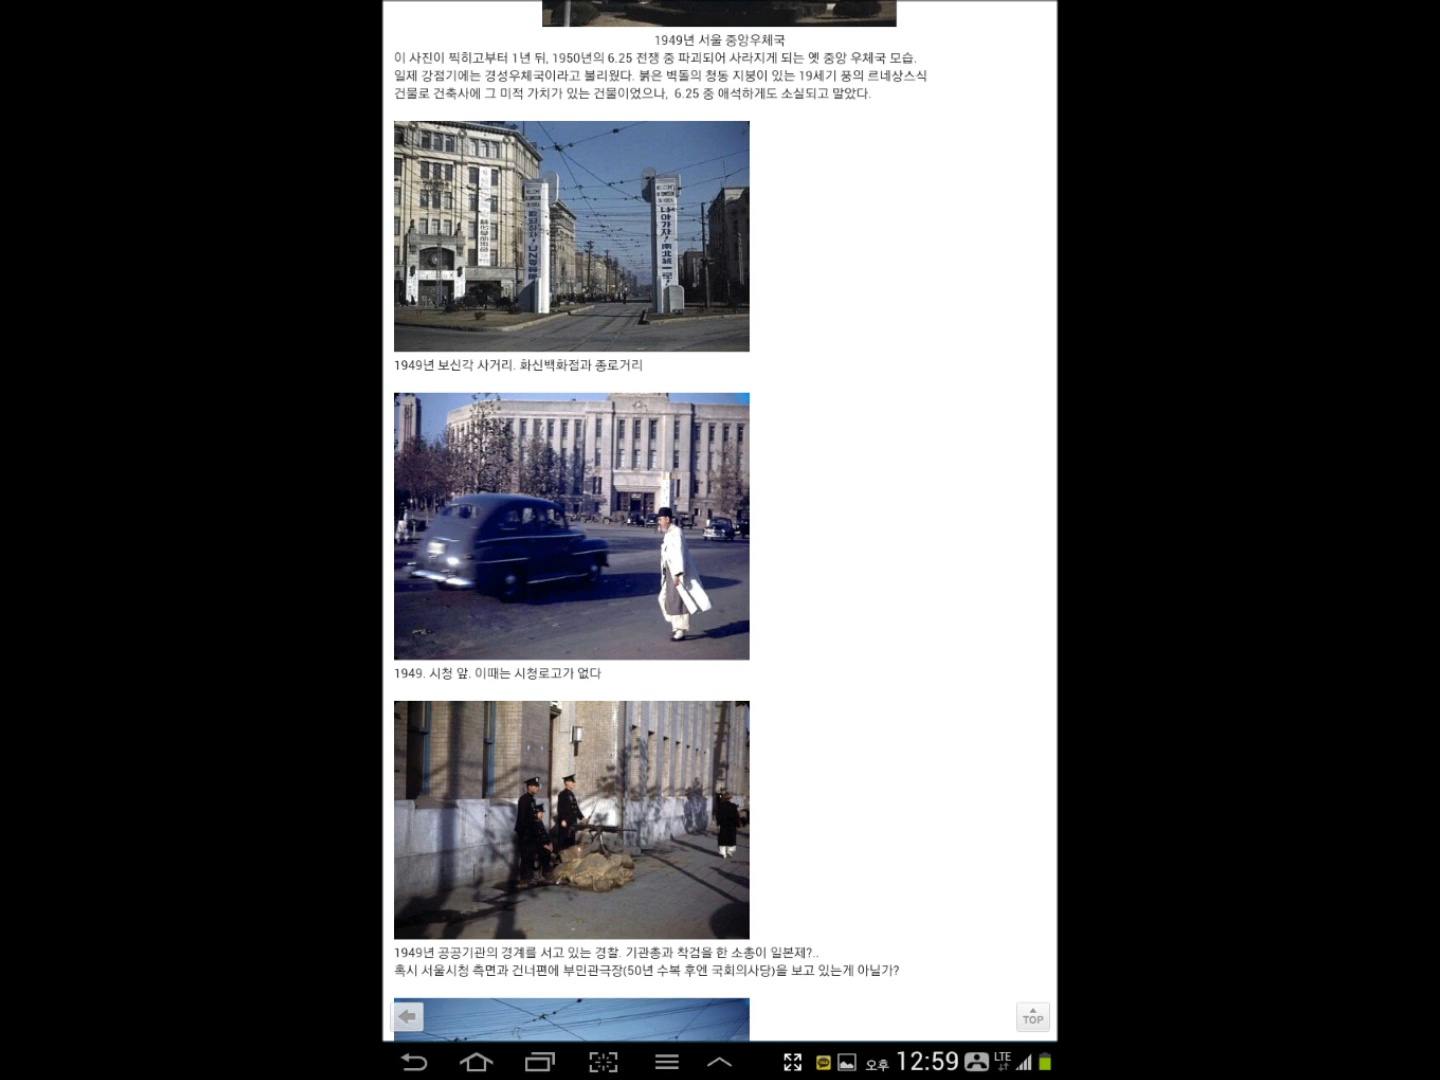 1949년 서울 중앙우체국
이 사진이 찍히고부터 1년 뒤, 1950년의 6.25 전쟁 중 파괴되어 사라지게 되는 옛 중앙 우체국 모습.
일제 강점기에는 경성우체국이라고 불리웠다. 붉은 벽돌의 청동 지붕이 있는 19세기 풍의 르네상스식
건물로 건축사에 그 미적 가치가 있는 건물이었으나, 6.25 중 애석하게도 소실되고 말았다.
나아가자! 南北統一로!
1949년 보신각 사거리. 화신백화점과 종로거리
1949. 시청 앞. 이때는 시청로고가 없다
1949년 공공기관의 경계를 서고 있는 경찰. 기관총과 착검을 한 소총이 일본제?..
혹시 서울시청 측면과 건너편에 부민관극장(50년 수복 후엔 국회의사당)을 보고 있는게 아닐가?
TOP
오후 12:59 LTE